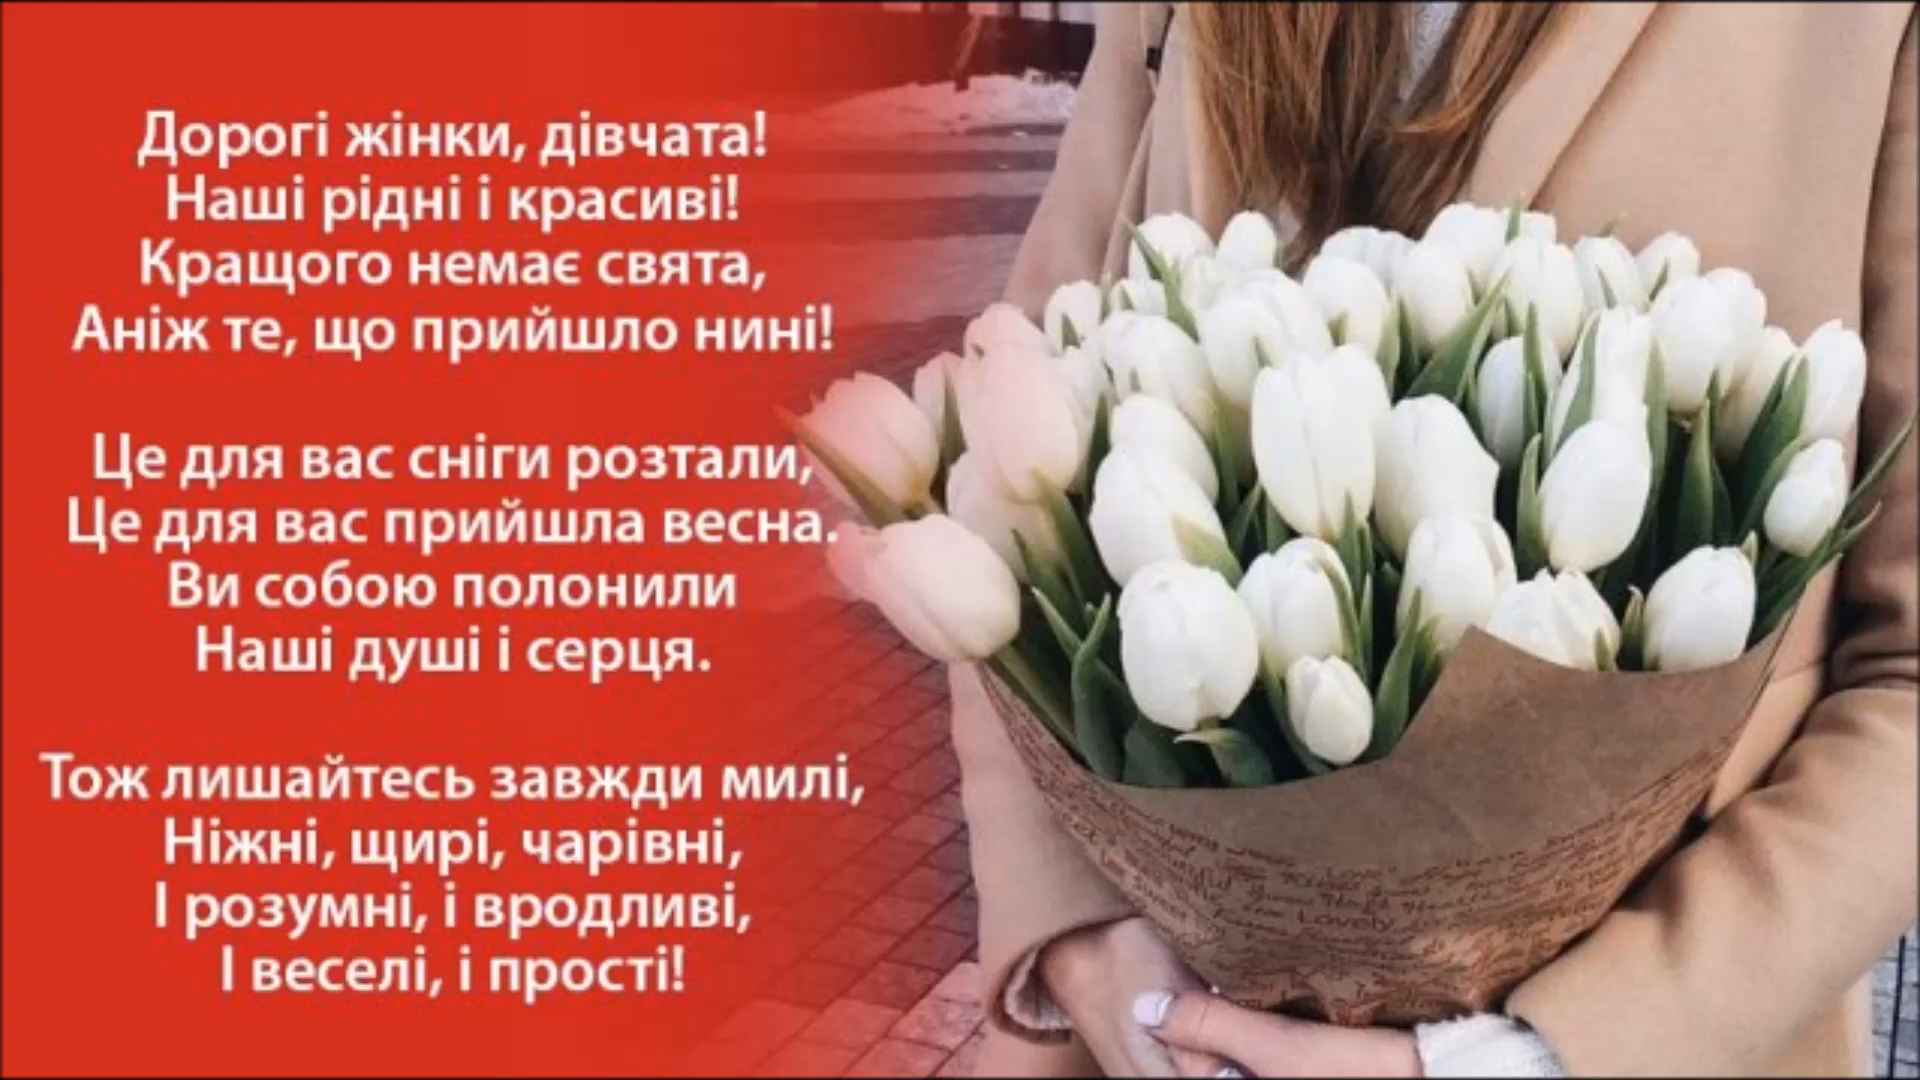 Дорогі жінки, дівчата!
Наші рідні і красиві!
Кращого немає свята,
Аніж те, що прийшло нині!
Це для вас сніги розтали,
Це для вас прийшла весна.
Ви собою полонили
Наші душі і серця.
Тож лишайтесь завжди милі,
Ніжні, щирі, чарівні,
І розумні, і вродливі,
І веселі, і прості!
Lovely